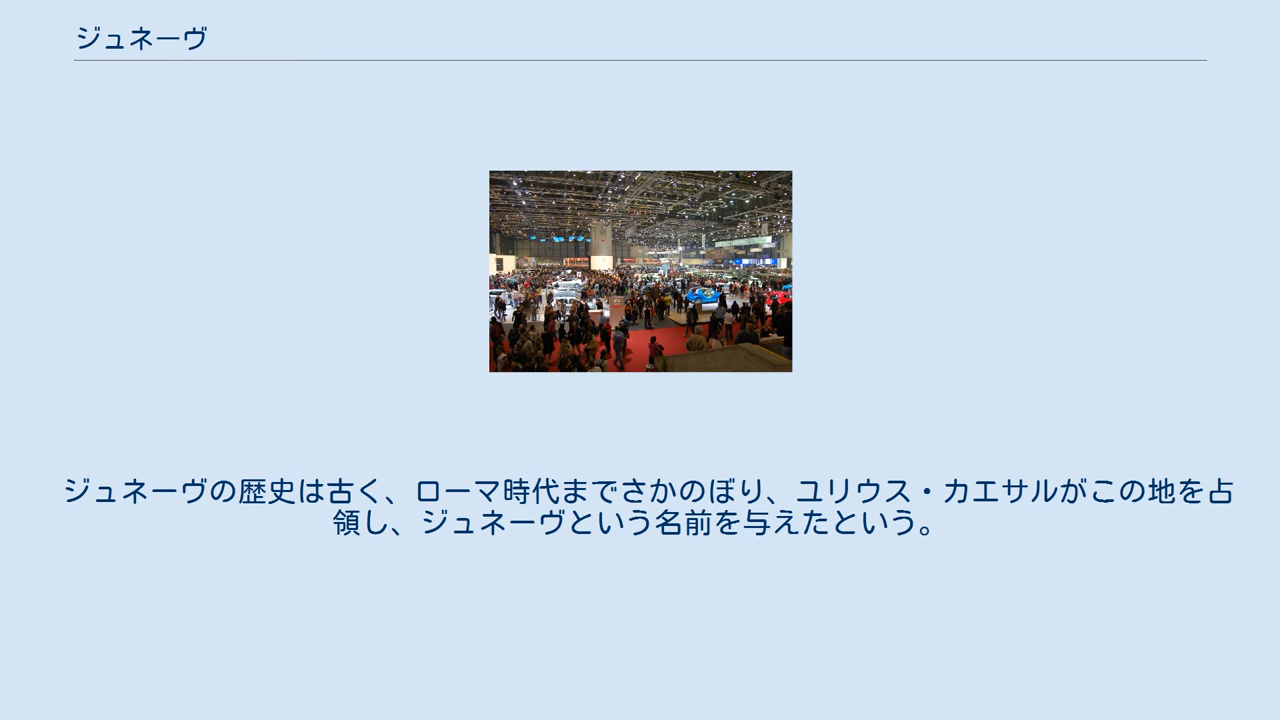 ジュネーヴ
ジュネーヴの歴史は古く、ローマ時代までさかのぼり、ユリウス・カエサルがこの地を占
領し、ジュネーヴという名前を与えたという。